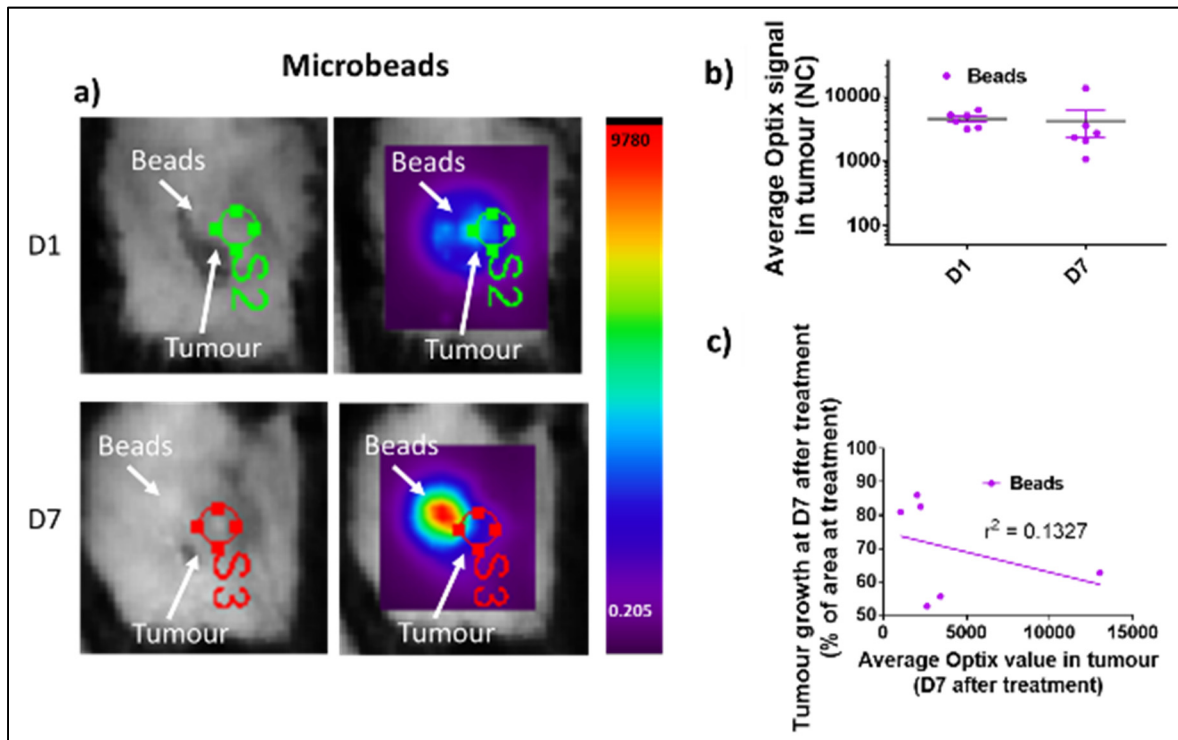 Microbeads
a)
D1
Beads
S2
Tumour
Beads
S2
Tumour
9780
0.205
D7
Beads
S3
Tumour
Beads
S3
Tumour
b)
Average Optix signal
in tumour (NC)
Beads
10000
1000
100
D1
D7
c)
Tumour growth at D7 after treatment
(% of area at treatment)
100
90
80
70
60
50
Beads
r² = 0.1327
0
5000
10000
15000
Average Optix value in tumour
(D7 after treatment)